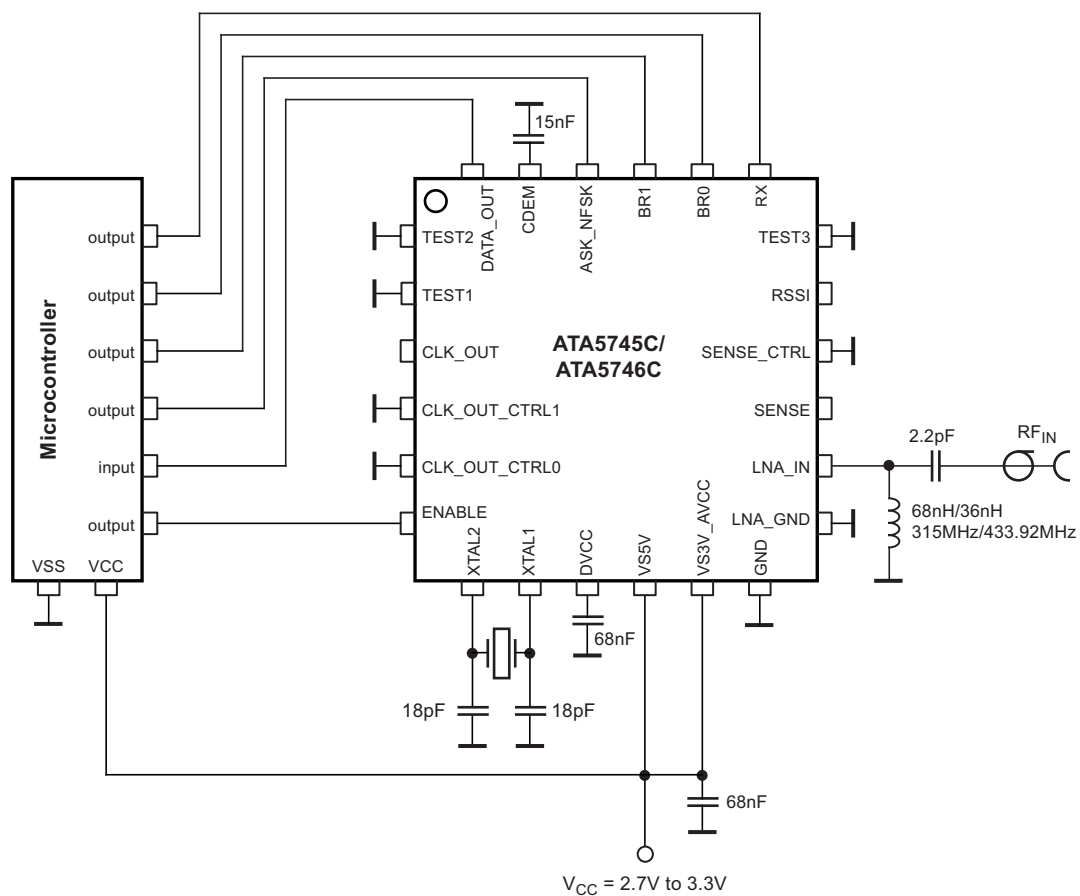 15nF
Microcontroller
output
output
output
output
input
output
VSS
VCC
DATA_OUT
CDEM
ASK_NFSK
BR1
BR0
RX
TEST2
TEST1
CLK_OUT
CLK_OUT_CTRL1
CLK_OUT_CTRL0
ENABLE
ATA5745C/
ATA5746C
TEST3
RSSI
SENSE_CTRL
SENSE
LNA_IN
LNA_GND
XTAL2
XTAL1
DVCC
VS5V
VS3V_AVCC
GND
2.2pF
RFIN
68nH/36nH
315MHz/433.92MHz
68nF
18pF
18pF
68nF
VCC = 2.7V to 3.3V